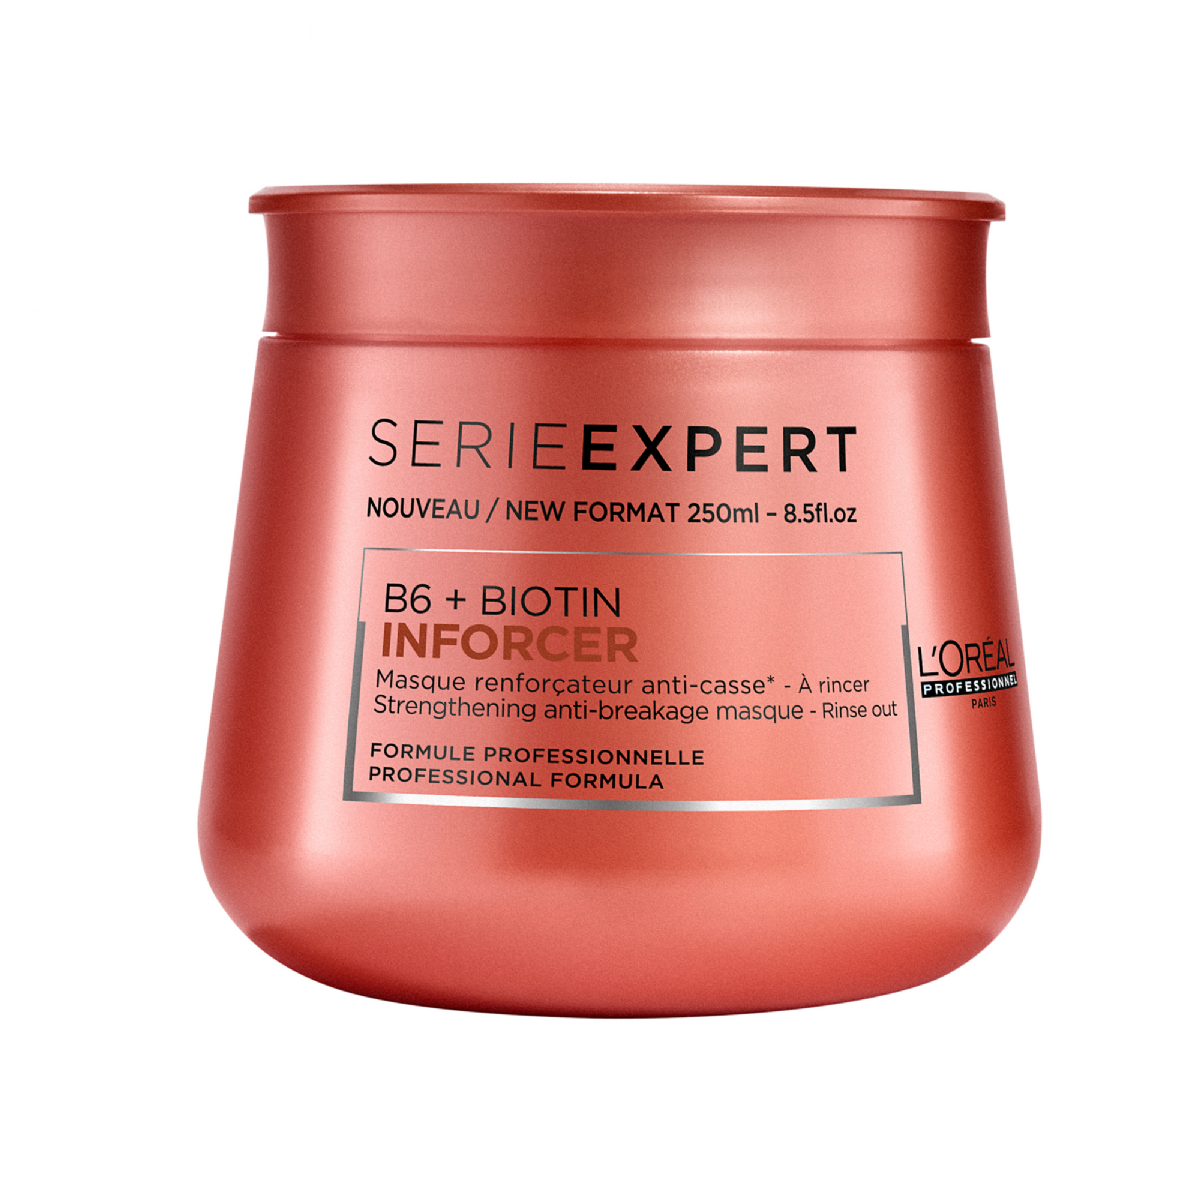 SERIEEXPERT
NOUVEAU / NEW FORMAT 250ml - 8.5fl.oz
B6 + BIOTIN
INFORCER
Masque renforçateur anti-casse* - À rincer
Strengthening anti-breakage masque - Rinse out
FORMULE PROFESSIONNELLE
PROFESSIONAL FORMULA
L'ORÉAL
PROFESSIONNEL
PARIS